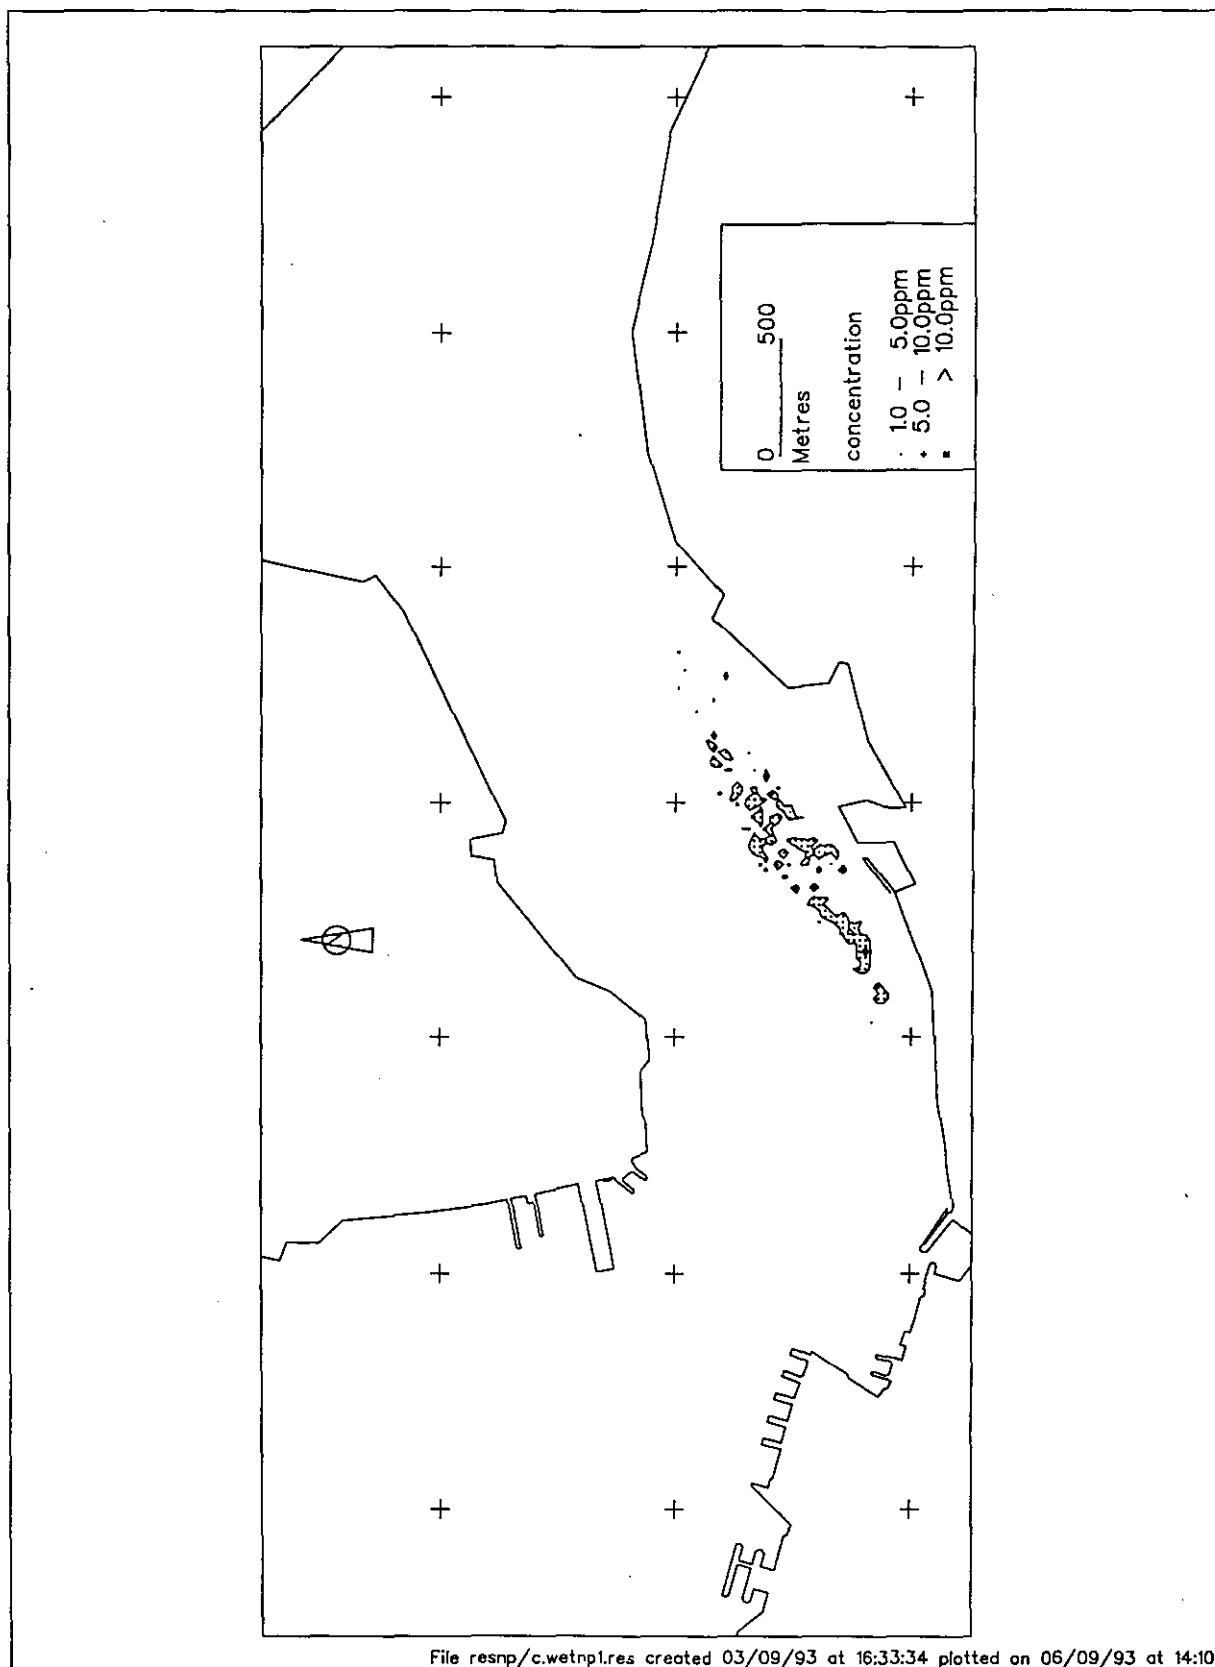 N
0 500
Metres
concentration
· 1.0 – 5.0ppm
+ 5.0 – 10.0ppm
▪ > 10.0ppm
File resnp/c.wetnp1.res created 03/09/93 at 16:33:34 plotted on 06/09/93 at 14:10